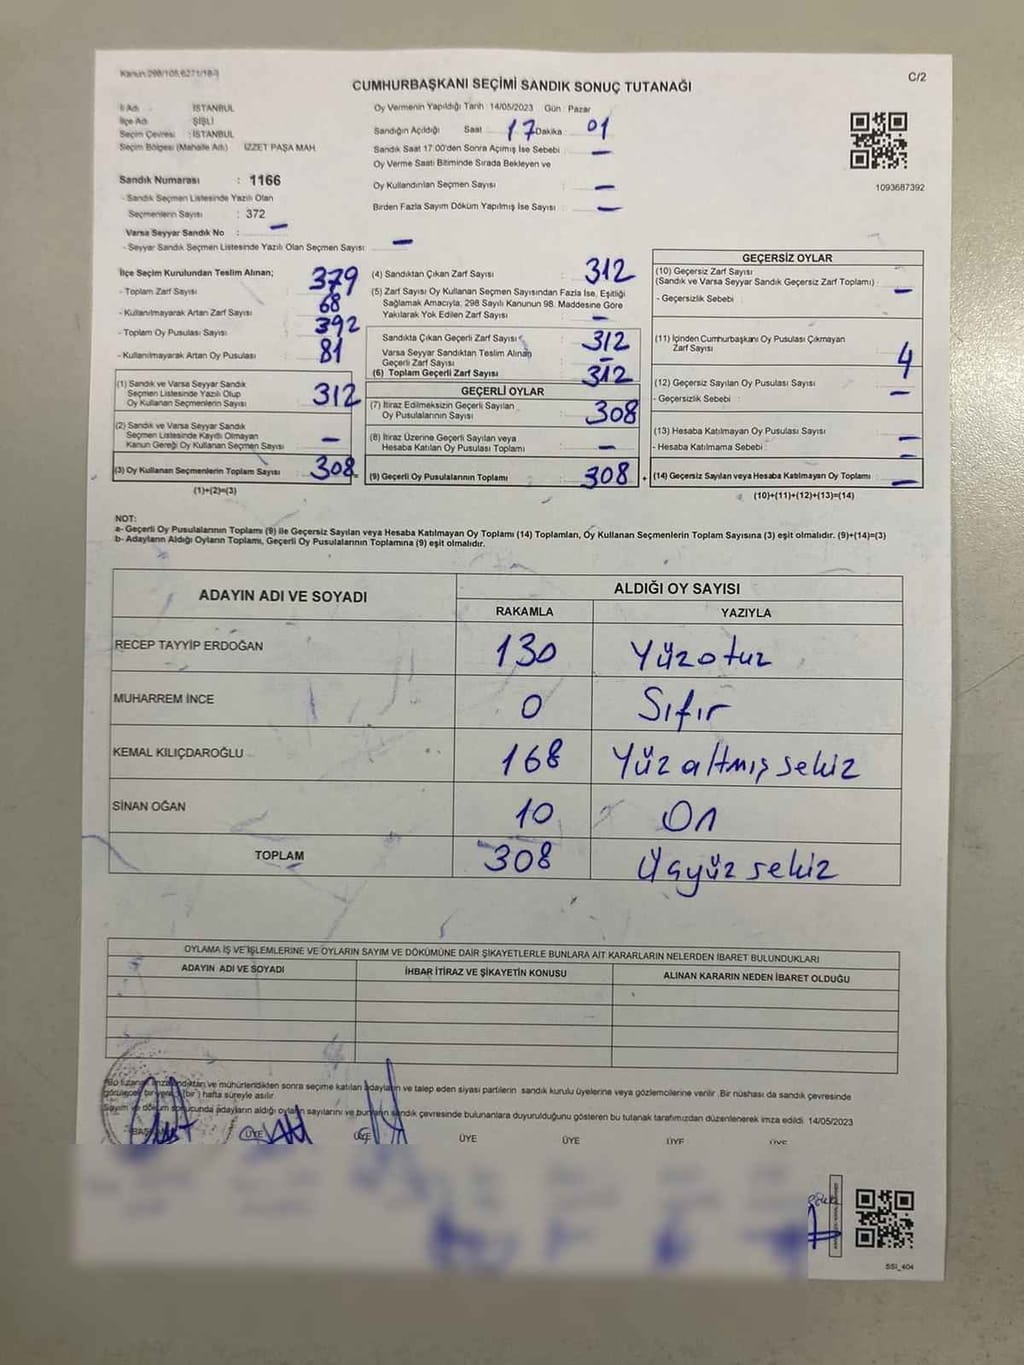 Kanun 298/105,6271/18-1
CUMHURBAŞKANI SEÇİMİ SANDIK SONUÇ TUTANAĞI
C/2
İl Adı : İSTANBUL
İlçe Adı : ŞİŞLİ
Seçim Çevresi : İSTANBUL
Seçim Bölgesi (Mahalle Adı) : İZZET PAŞA MAH.
Oy Vermenin Yapıldığı Tarih 14/05/2023 Gün : Pazar
Sandığın Açıldığı Saat 17 Dakika 01
Sandık Saat 17:00'den Sonra Açımış İse Sebebi : —
Oy Verme Saati Bitiminde Sırada Bekleyen ve
Oy Kullandırılan Seçmen Sayısı : —
Birden Fazla Sayım Döküm Yapılmış İse Sayısı : —
1093687392
Sandık Numarası : 1166
- Sandık Seçmen Listesinde Yazılı Olan
Seçmenlerin Sayısı : 372
Varsa Seyyar Sandık No : —
- Seyyar Sandık Seçmen Listesinde Yazılı Olan Seçmen Sayısı : —
İlçe Seçim Kurulundan Teslim Alınan;
- Toplam Zarf Sayısı : 379
- Kullanılmayarak Artan Zarf Sayısı : 68
- Toplam Oy Pusulası Sayısı : 392
- Kullanılmayarak Artan Oy Pusulası : 81
(1) Sandık ve Varsa Seyyar Sandık
Seçmen Listesinde Yazılı Olup
Oy Kullanan Seçmenlerin Sayısı : 312
(2) Sandık ve Varsa Seyyar Sandık
Seçmen Listesinde Kayıtlı Olmayan
Kanun Gereği Oy Kullanan Seçmen Sayısı : —
(3) Oy Kullanan Seçmenlerin Toplam Sayısı : 308
(1)+(2)=(3)
(4) Sandıktan Çıkan Zarf Sayısı : 312
(5) Zarf Sayısı Oy Kullanan Seçmen Sayısından Fazla İse, Eşitliği
Sağlamak Amacıyla, 298 Sayılı Kanunun 98. Maddesine Göre
Yakılarak Yok Edilen Zarf Sayısı : —
Sandıkta Çıkan Geçerli Zarf Sayısı : 312
Varsa Seyyar Sandıktan Teslim Alınan
Geçerli Zarf Sayısı : —
(6) Toplam Geçerli Zarf Sayısı : 312
GEÇERLİ OYLAR
(7) İtiraz Edilmeksizin Geçerli Sayılan
Oy Pusulalarının Sayısı : 308
(8) İtiraz Üzerine Geçerli Sayılan veya
Hesaba Katılan Oy Pusulası Toplamı : —
(9) Geçerli Oy Pusulalarının Toplamı : 308 +
GEÇERSİZ OYLAR
(10) Geçersiz Zarf Sayısı
(Sandık ve Varsa Seyyar Sandık Geçersiz Zarf Toplamı) : —
- Geçersizlik Sebebi :
(11) İçinden Cumhurbaşkanı Oy Pusulası Çıkmayan
Zarf Sayısı : 4
(12) Geçersiz Sayılan Oy Pusulası Sayısı : —
- Geçersizlik Sebebi :
(13) Hesaba Katılmayan Oy Pusulası Sayısı : —
- Hesaba Katılmama Sebebi : —
(14) Geçersiz Sayılan veya Hesaba Katılmayan Oy Toplamı : —
(10)+(11)+(12)+(13)=(14)
NOT:
a- Geçerli Oy Pusulalarının Toplamı (9) ile Geçersiz Sayılan veya Hesaba Katılmayan Oy Toplamı (14) Toplamları, Oy Kullanan Seçmenlerin Toplam Sayısına (3) eşit olmalıdır. (9)+(14)=(3)
b- Adayların Aldığı Oyların Toplamı, Geçerli Oy Pusulalarının Toplamına (9) eşit olmalıdır.
ADAYIN ADI VE SOYADI ALDIĞI OY SAYISI
RAKAMLA YAZIYLA
RECEP TAYYİP ERDOĞAN 130 Yüzotuz
MUHARREM İNCE 0 Sıfır
KEMAL KILIÇDAROĞLU 168 Yüz altmış sekiz
SİNAN OĞAN 10 On
TOPLAM 308 Üçyüz sekiz
OYLAMA İŞ VE İŞLEMLERİNE VE OYLARIN SAYIM VE DÖKÜMÜNE DAİR ŞİKAYETLERLE BUNLARA AİT KARARLARIN NELERDEN İBARET BULUNDUKLARI
ADAYIN ADI VE SOYADI İHBAR İTİRAZ VE ŞİKAYETİN KONUSU ALINAN KARARIN NEDEN İBARET OLDUĞU
ve mühürlendikten sonra seçime katılan adayların ve talep eden siyasi partilerin sandık kurulu üyelerine veya gözlemcilerine verilir. Bir nüshası da sandık çevresinde
(bir) hafta süreyle asılır.
Sayım ve döküm sonucunda adayların aldığı oyların sayılarını ve bunların sandık çevresinde bulunanlara duyurulduğunu gösteren bu tutanak tarafımızdan düzenlenerek imza edildi. 14/05/2023
ÜYE ÜYE ÜYE ÜYE ÜYE ÜYE
SSI_404